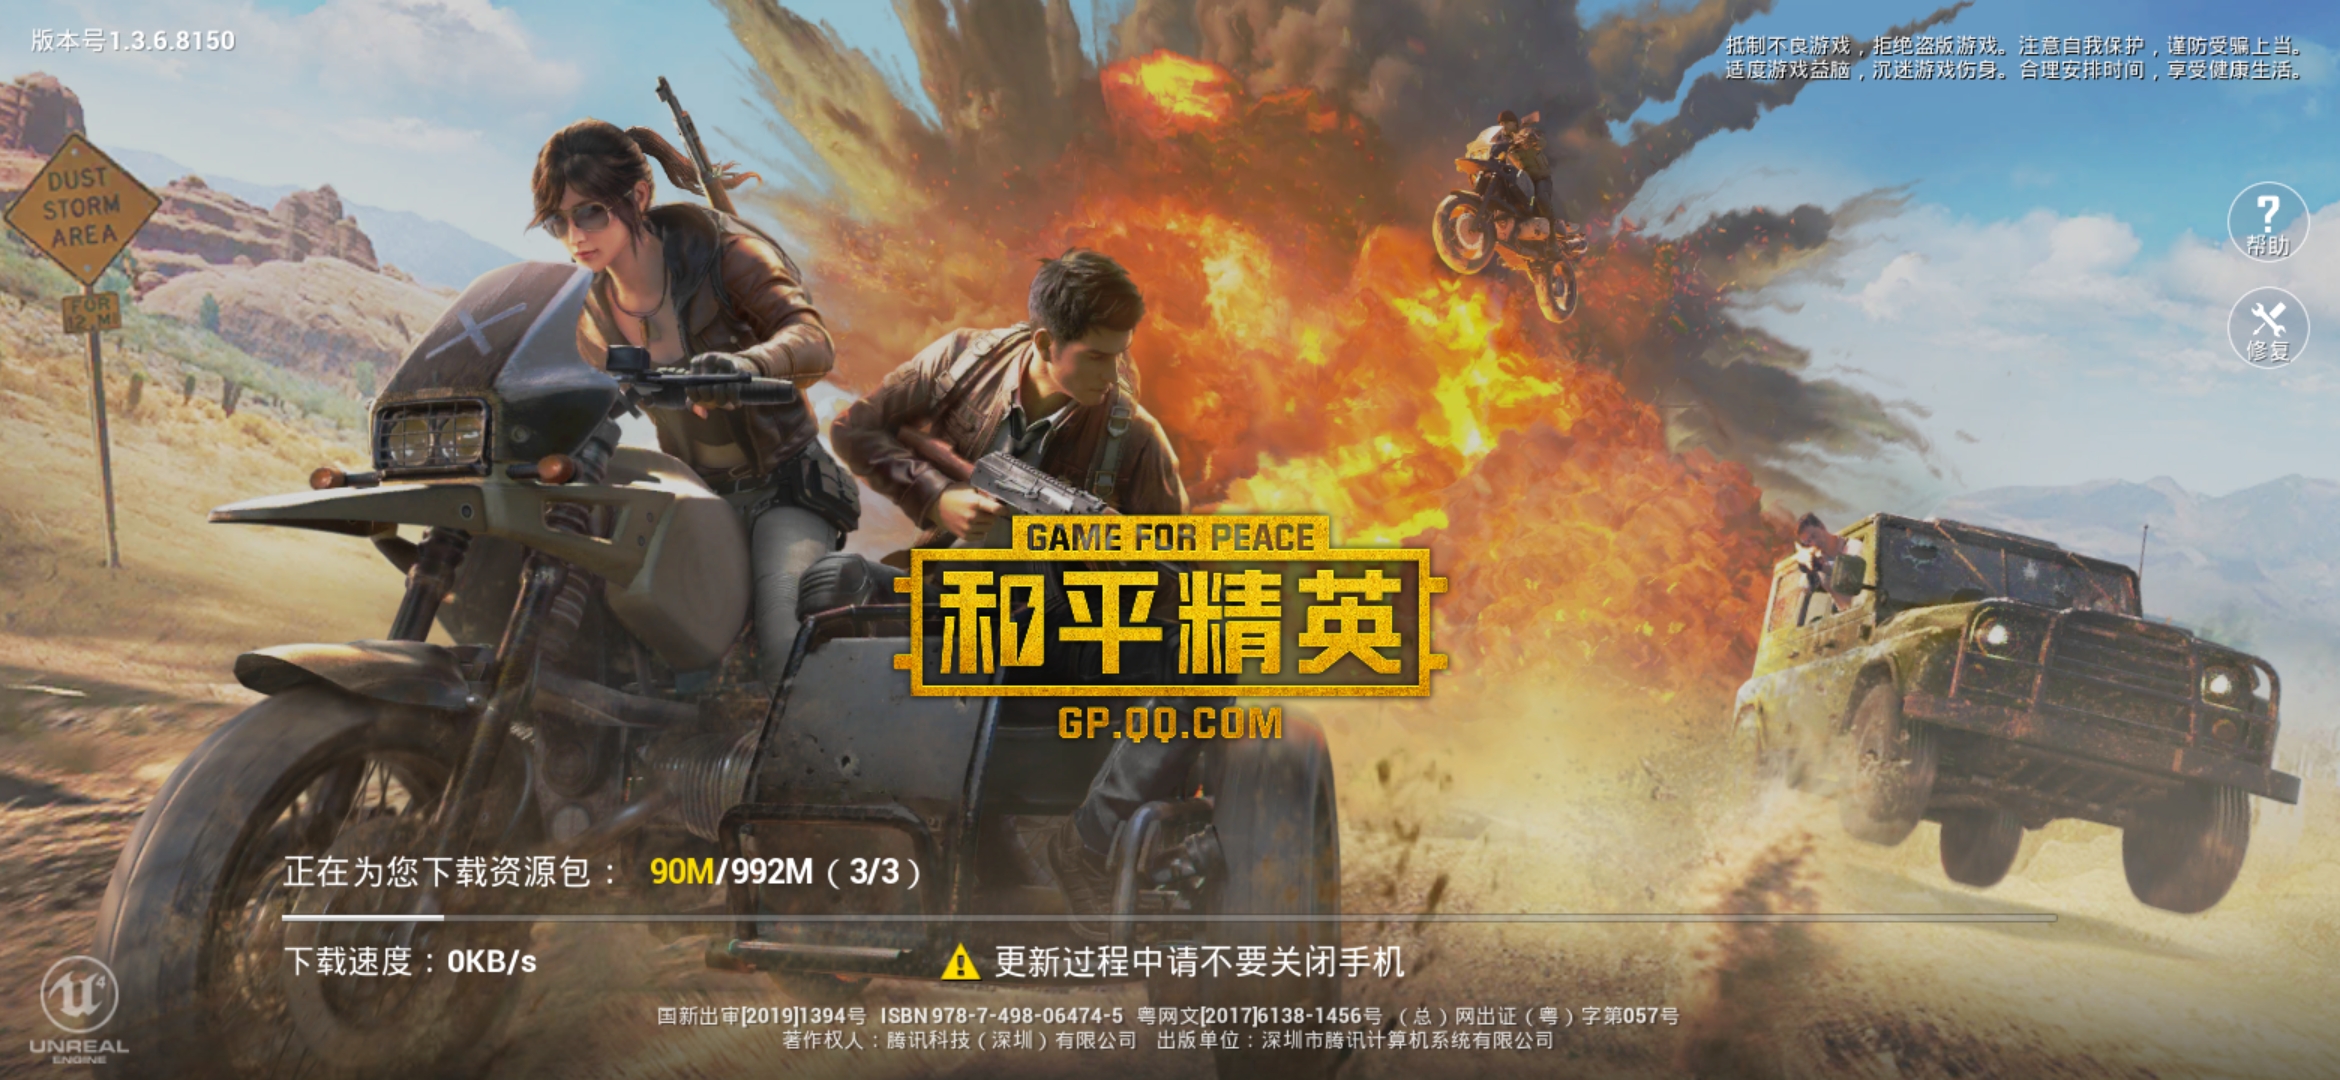 版本号1.3.6.8150
抵制不良游戏，拒绝盗版游戏。注意自我保护，谨防受骗上当。
适度游戏益脑，沉迷游戏伤身。合理安排时间，享受健康生活。
DUST
STORM
AREA
FOR
12 MI
?
帮助
修复
GAME FOR PEACE
和平精英
GP.QQ.COM
正在为您下载资源包： 90M/992M（3/3）
下载速度：0KB/s
更新过程中请不要关闭手机
国新出审[2019]1394号 ISBN 978-7-498-06474-5 粤网文[2017]6138-1456号 （总）网出证（粤）字第057号
著作权人：腾讯科技（深圳）有限公司 出版单位：深圳市腾讯计算机系统有限公司
4
UNREAL
ENGINE